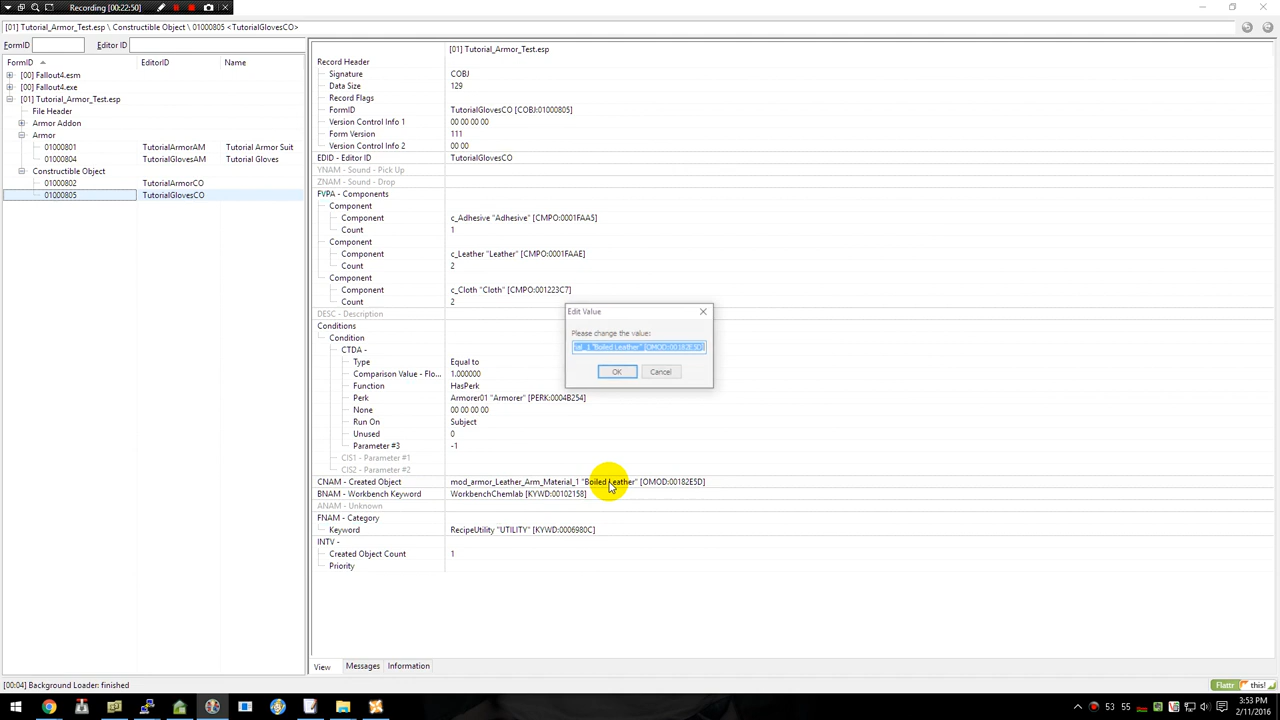 Recording [00:22:50]
[01] Tutorial_Armor_Test.esp \ Constructible Object \ 01000805 <TutorialGlovesCO>
FormID Editor ID
FormID EditorID Name
[00] Fallout4.esm
[00] Fallout4.exe
[01] Tutorial_Armor_Test.esp
File Header
Armor Addon
Armor
01000801 TutorialArmorAM Tutorial Armor Suit
01000804 TutorialGlovesAM Tutorial Gloves
Constructible Object
01000802 TutorialArmorCO
01000805 TutorialGlovesCO
[01] Tutorial_Armor_Test.esp
Record Header
Signature COBJ
Data Size 129
Record Flags
FormID TutorialGlovesCO [COBJ:01000805]
Version Control Info 1 00 00 00 00
Form Version 111
Version Control Info 2 00 00
EDID - Editor ID TutorialGlovesCO
YNAM - Sound - Pick Up
ZNAM - Sound - Drop
FVPA - Components
Component
Component c_Adhesive "Adhesive" [CMPO:0001FAA5]
Count 1
Component
Component c_Leather "Leather" [CMPO:0001FAAE]
Count 2
Component
Component c_Cloth "Cloth" [CMPO:001223C7]
Count 2
DESC - Description
Conditions
Condition
CTDA -
Type Equal to
Comparison Value - Flo... 1.000000
Function HasPerk
Perk Armorer01 "Armorer" [PERK:0004B254]
None 00 00 00 00
Run On Subject
Unused 0
Parameter #3 -1
CIS1 - Parameter #1
CIS2 - Parameter #2
CNAM - Created Object mod_armor_Leather_Arm_Material_1 "Boiled Leather" [OMOD:00182E5D]
BNAM - Workbench Keyword WorkbenchChemlab [KYWD:00102158]
ANAM - Unknown
FNAM - Category
Keyword RecipeUtility "UTILITY" [KYWD:0006980C]
INTV -
Created Object Count 1
Priority
Edit Value
Please change the value:
ial_1 "Boiled Leather" [OMOD:00182E5D]
OK Cancel
View Messages Information
[00:04] Background Loader: finished
Flattr this!
53 55
3:53 PM
2/11/2016